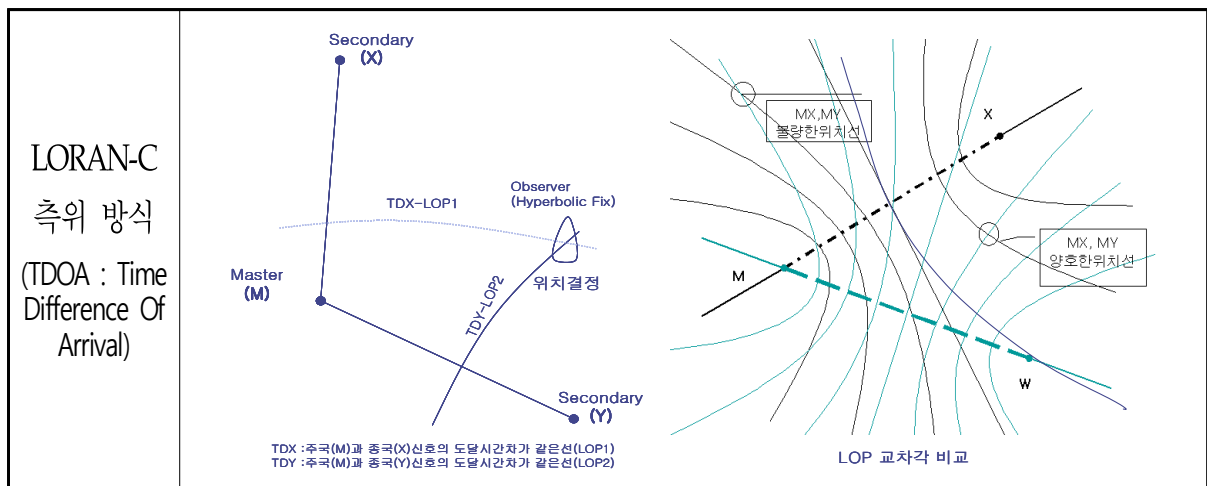 LORAN-C
측위 방식
(TDOA : Time
Difference Of
Arrival)
Secondary
(X)
TDX-LOP1
Observer
(Hyperbolic Fix)
위치결정
Master
(M)
TDY-LOP2
Secondary
(Y)
TDX :주국(M)과 종국(X)신호의 도달시간차가 같은선(LOP1)
TDY :주국(M)과 종국(Y)신호의 도달시간차가 같은선(LOP2)
MX,MY
불량한위치선
X
MX, MY
양호한위치선
M
W
LOP 교차각 비교